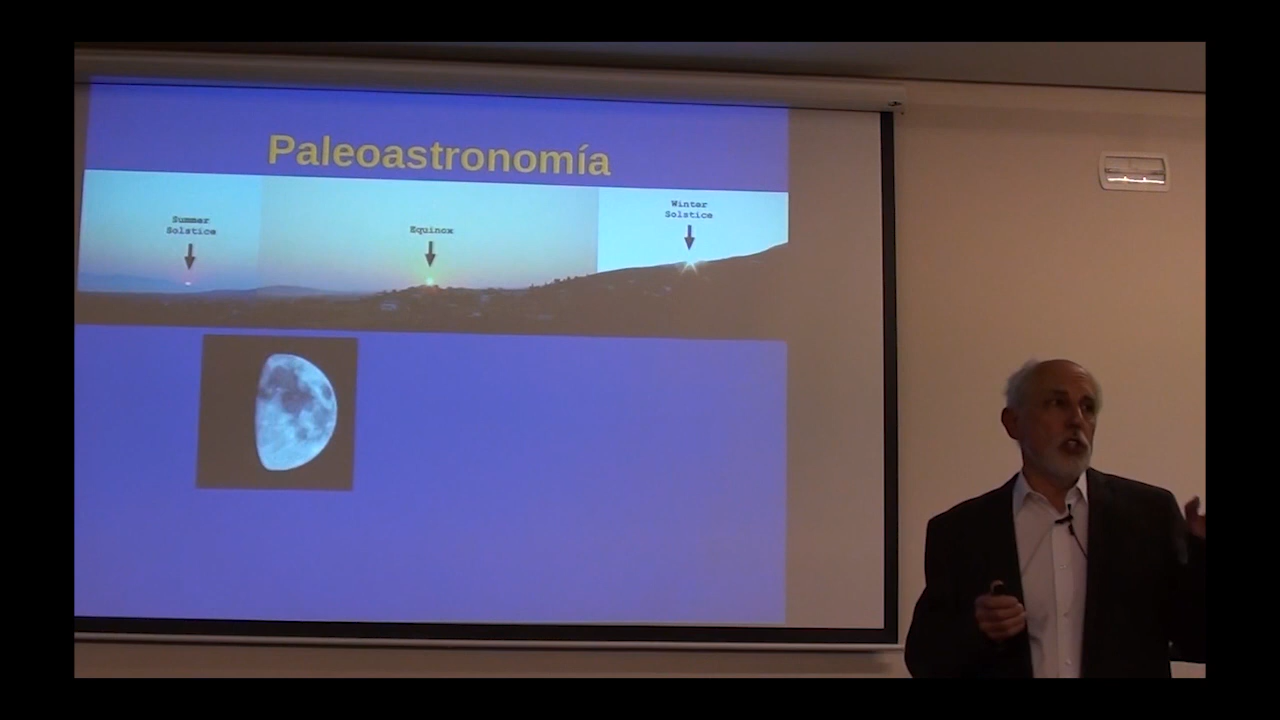 Paleoastronomía
Summer
Solstice
Equinox
Winter
Solstice